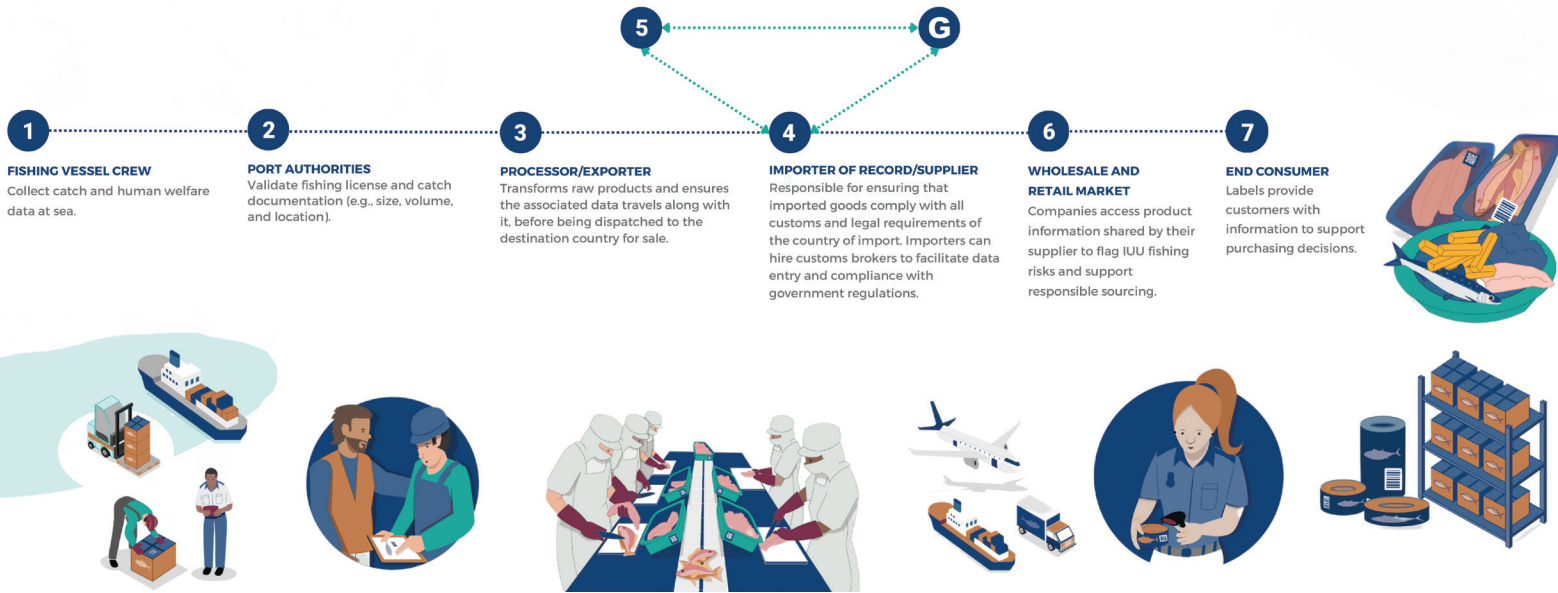 5
G
1
FISHING VESSEL CREW
Collect catch and human welfare
data at sea.
2
PORT AUTHORITIES
Validate fishing license and catch
documentation (e.g., size, volume,
and location).
3
PROCESSOR/EXPORTER
Transforms raw products and ensures
the associated data travels along with
it, before being dispatched to the
destination country for sale.
4
IMPORTER OF RECORD/SUPPLIER
Responsible for ensuring that
imported goods comply with all
customs and legal requirements of
the country of import. Importers can
hire customs brokers to facilitate data
entry and compliance with
government regulations.
6
WHOLESALE AND
RETAIL MARKET
Companies access product
information shared by their
supplier to flag IUU fishing
risks and support
responsible sourcing.
7
END CONSUMER
Labels provide
customers with
information to support
purchasing decisions.